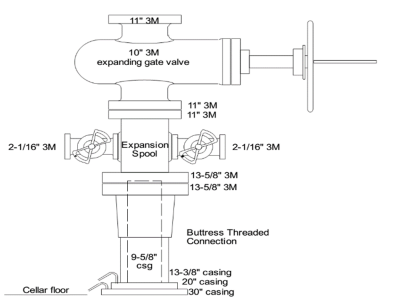 11" 3M
10" 3M
expanding gate valve
11" 3M
11" 3M
2-1/16" 3M
Expansion
Spool
2-1/16" 3M
13-5/8" 3M
13-5/8" 3M
Buttress Threaded
Connection
9-5/8"
csg
13-3/8" casing
20" casing
30" casing
Cellar floor